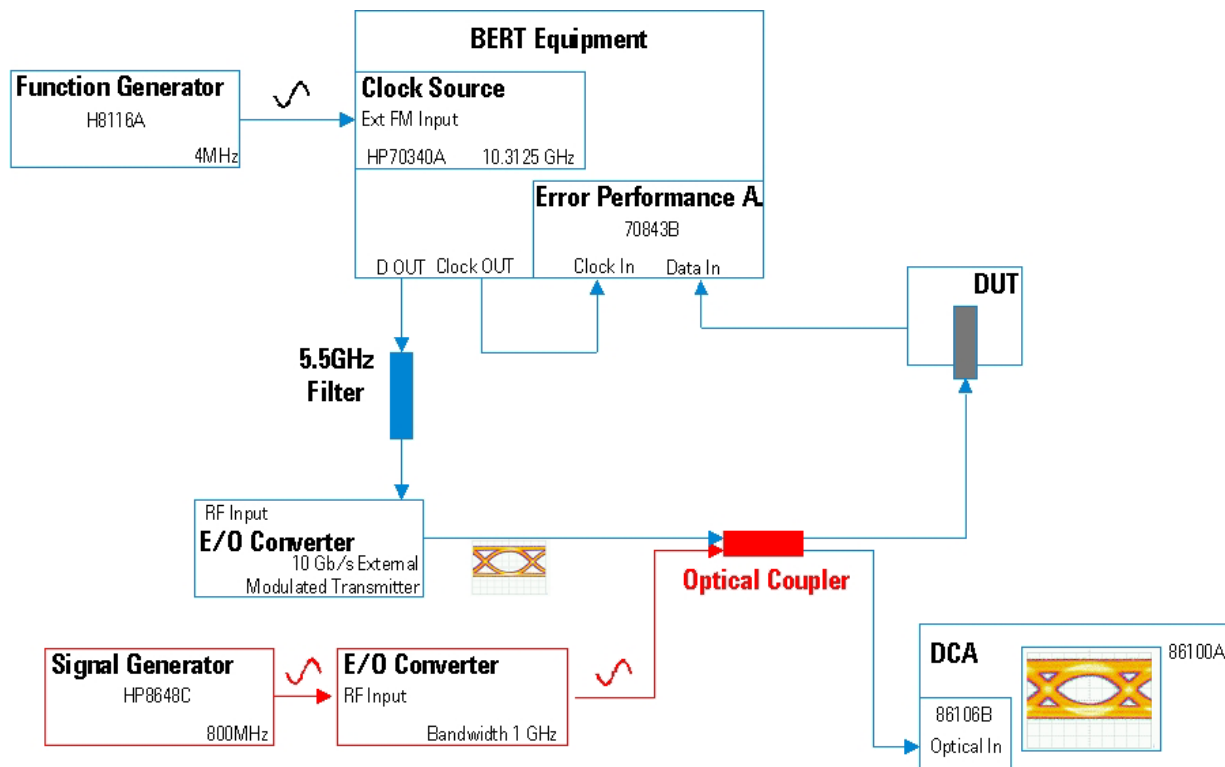 BERT Equipment
Function Generator
H8116A
4MHz
Clock Source
Ext FM Input
HP70340A 10.3125 GHz
Error Performance A.
70843B
D OUT Clock OUT Clock In Data In
DUT
5.5GHz
Filter
RF Input
E/O Converter
10 Gb/s External
Modulated Transmitter
Optical Coupler
Signal Generator
HP8648C
800MHz
E/O Converter
RF Input
Bandwidth 1 GHz
DCA
86100A
86106B
Optical In